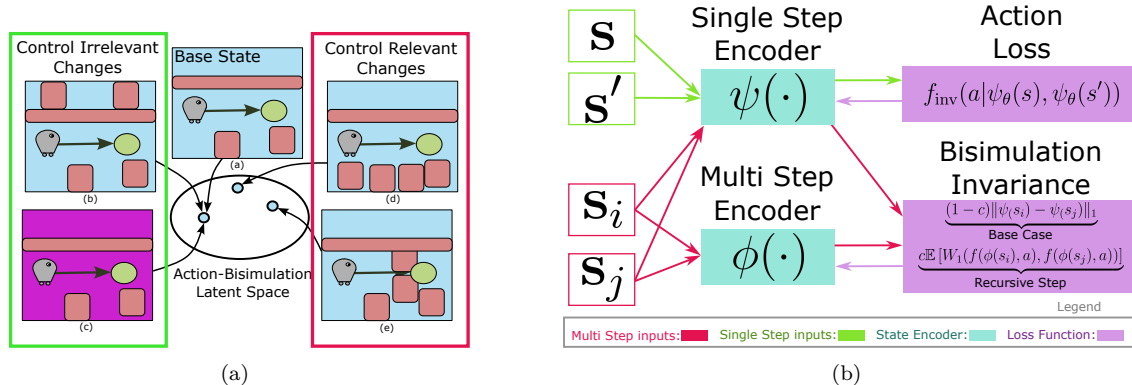 Control Irrelevant
Changes
Base State
Control Relevant
Changes
(a)
(b)
(d)
(c)
(e)
Action-Bisimulation
Latent Space
(a)
s
s′
s_i
s_j
Single Step
Encoder
ψ(·)
Multi Step
Encoder
ϕ(·)
Action
Loss
f_inv(a|ψ_θ(s), ψ_θ(s′))
Bisimulation
Invariance
(1 − c)‖ψ(s_i) − ψ(s_j)‖_1
Base Case
c𝔼[W_1(f(ϕ(s_i), a), f(ϕ(s_j), a))]
Recursive Step
Legend
Multi Step inputs: Single Step inputs: State Encoder: Loss Function:
(b)